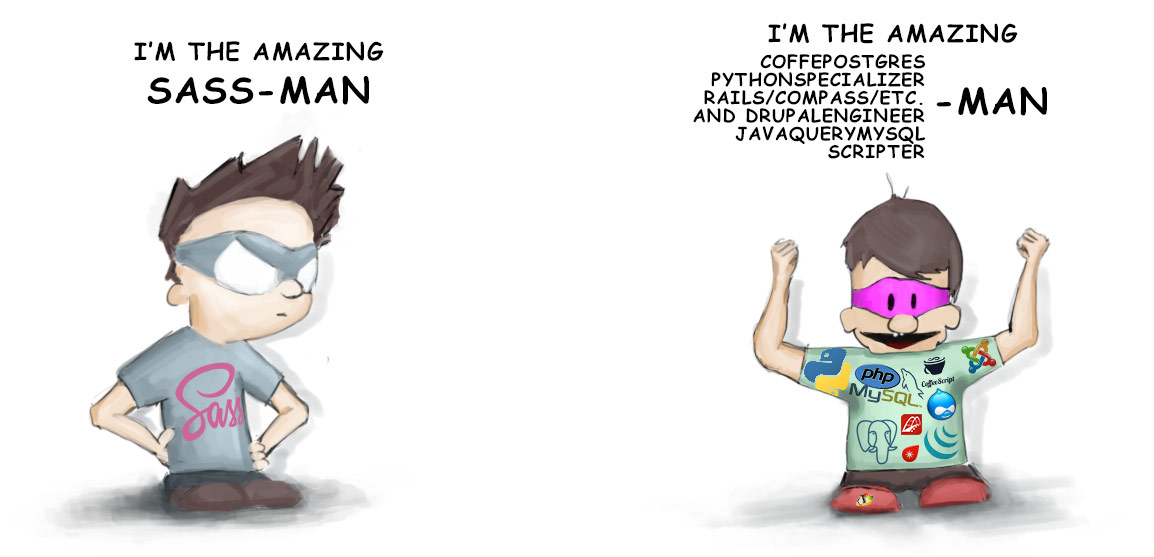 I'M THE AMAZING
SASS-MAN
I'M THE AMAZING
COFFEPOSTGRES
PYTHONSPECIALIZER
RAILS/COMPASS/ETC.
-MAN
AND DRUPALENGINEER
JAVAQUERYMYSQL
SCRIPTER
Sass
php
CoffeeScript
MySQL